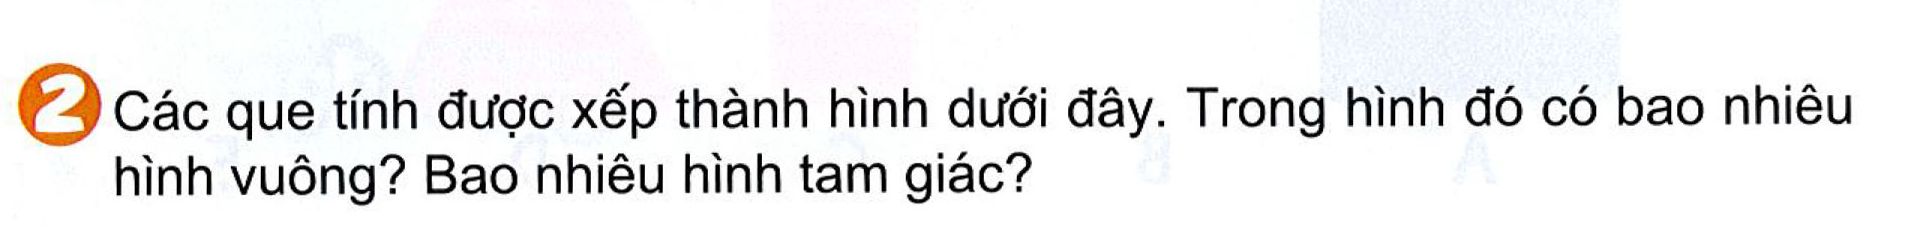 2 Các que tính được xếp thành hình dưới đây. Trong hình đó có bao nhiêu
hình vuông? Bao nhiêu hình tam giác?